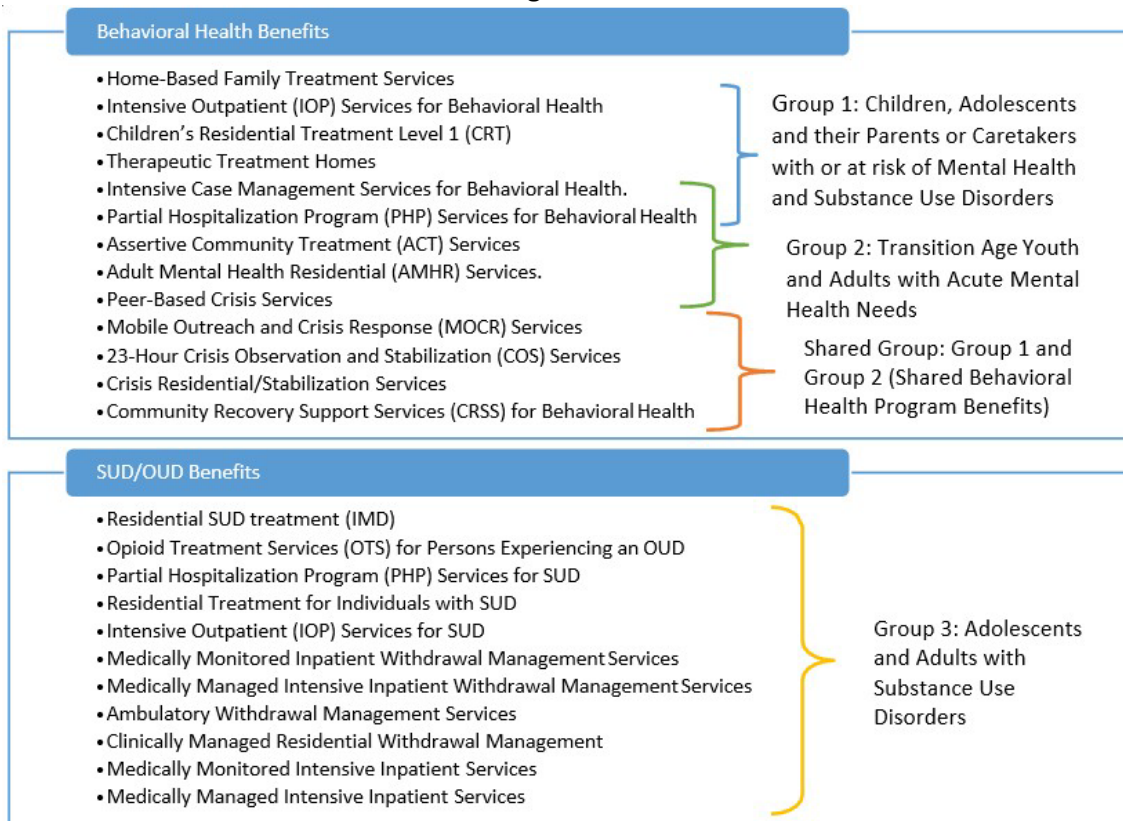 Behavioral Health Benefits
•Home-Based Family Treatment Services
•Intensive Outpatient (IOP) Services for Behavioral Health
•Children's Residential Treatment Level 1 (CRT)
•Therapeutic Treatment Homes
•Intensive Case Management Services for Behavioral Health.
•Partial Hospitalization Program (PHP) Services for Behavioral Health
•Assertive Community Treatment (ACT) Services
•Adult Mental Health Residential (AMHR) Services.
•Peer-Based Crisis Services
•Mobile Outreach and Crisis Response (MOCR) Services
•23-Hour Crisis Observation and Stabilization (COS) Services
•Crisis Residential/Stabilization Services
•Community Recovery Support Services (CRSS) for Behavioral Health
Group 1: Children, Adolescents
and their Parents or Caretakers
with or at risk of Mental Health
and Substance Use Disorders
Group 2: Transition Age Youth
and Adults with Acute Mental
Health Needs
Shared Group: Group 1 and
Group 2 (Shared Behavioral
Health Program Benefits)
SUD/OUD Benefits
•Residential SUD treatment (IMD)
•Opioid Treatment Services (OTS) for Persons Experiencing an OUD
•Partial Hospitalization Program (PHP) Services for SUD
•Residential Treatment for Individuals with SUD
•Intensive Outpatient (IOP) Services for SUD
•Medically Monitored Inpatient Withdrawal Management Services
•Medically Managed Intensive Inpatient Withdrawal Management Services
•Ambulatory Withdrawal Management Services
•Clinically Managed Residential Withdrawal Management
•Medically Monitored Intensive Inpatient Services
•Medically Managed Intensive Inpatient Services
Group 3: Adolescents
and Adults with
Substance Use
Disorders